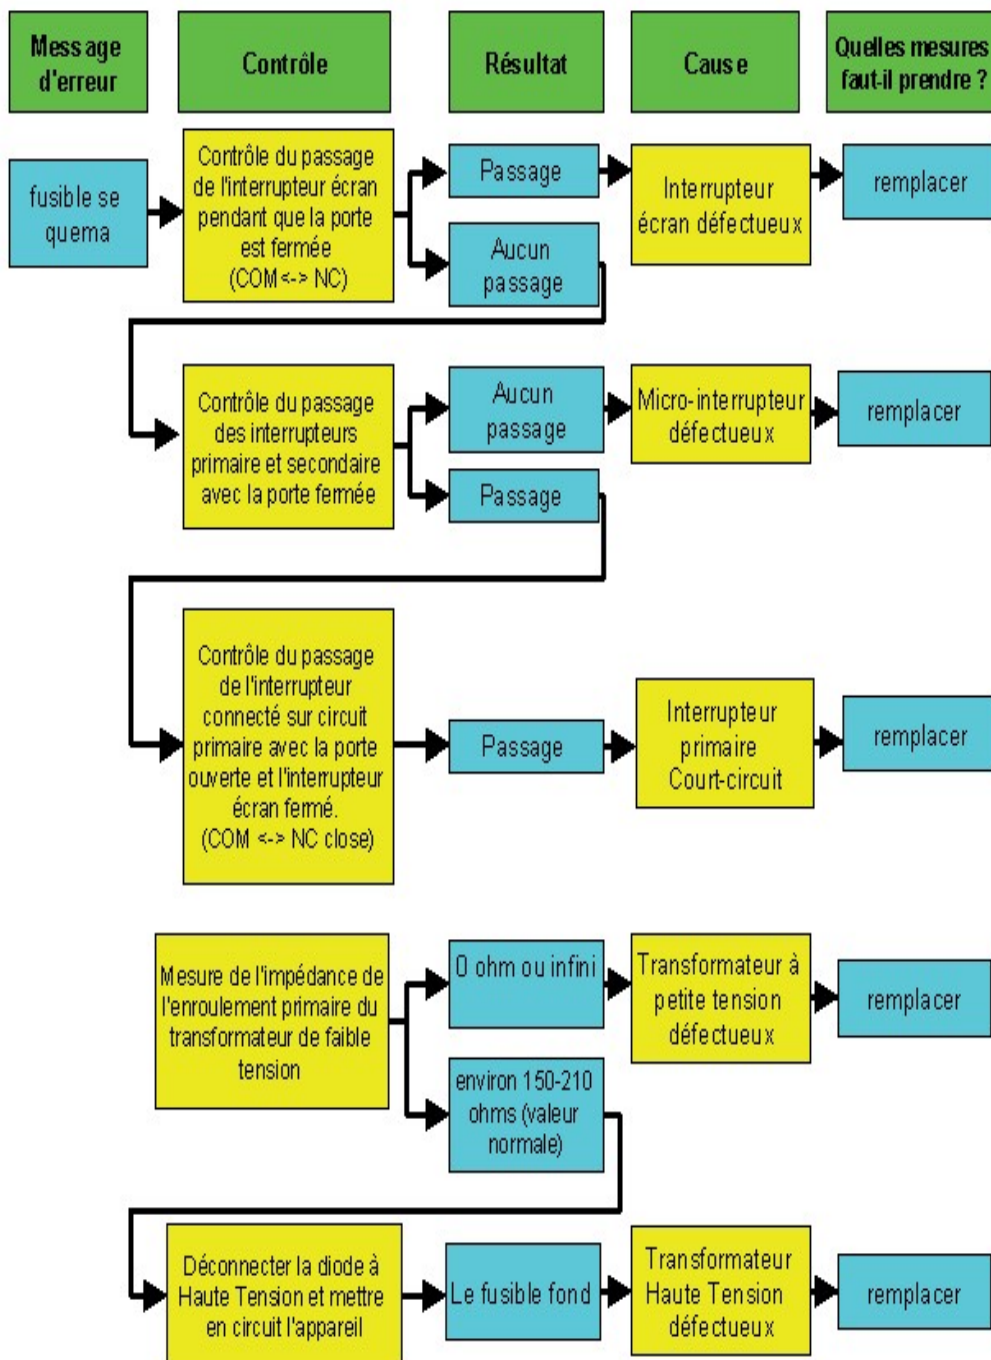 Message
d'erreur
Contrôle
Résultat
Cause
Quelles mesures
faut-il prendre ?
fusible se
quema
Contrôle du passage
de l'interrupteur écran
pendant que la porte
est fermée
(COM <-> NC)
Passage
Interrupteur
écran défectueux
remplacer
Aucun
passage
Contrôle du passage
des interrupteurs
primaire et secondaire
avec la porte fermée
Aucun
passage
Micro-interrupteur
défectueux
remplacer
Passage
Contrôle du passage
de l'interrupteur
connecté sur circuit
primaire avec la porte
ouverte et l'interrupteur
écran fermé.
(COM <-> NC close)
Passage
Interrupteur
primaire
Court-circuit
remplacer
Mesure de l'impédance de
l'enroulement primaire du
transformateur de faible
tension
0 ohm ou infini
Transformateur à
petite tension
défectueux
remplacer
environ 150-210
ohms (valeur
normale)
Déconnecter la diode à
Haute Tension et mettre
en circuit l'appareil
Le fusible fond
Transformateur
Haute Tension
défectueux
remplacer